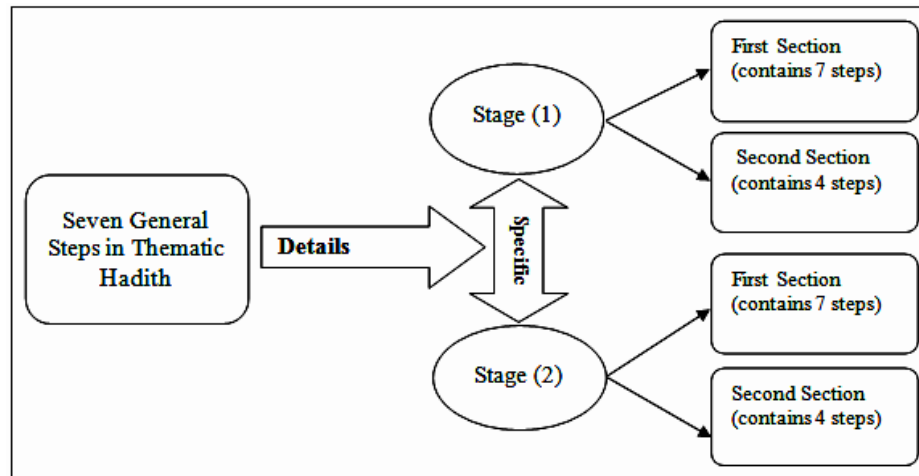 Seven General
Steps in Thematic
Hadith
Details
Specific
Stage (1)
First Section
(contains 7 steps)
Second Section
(contains 4 steps)
Stage (2)
First Section
(contains 7 steps)
Second Section
(contains 4 steps)